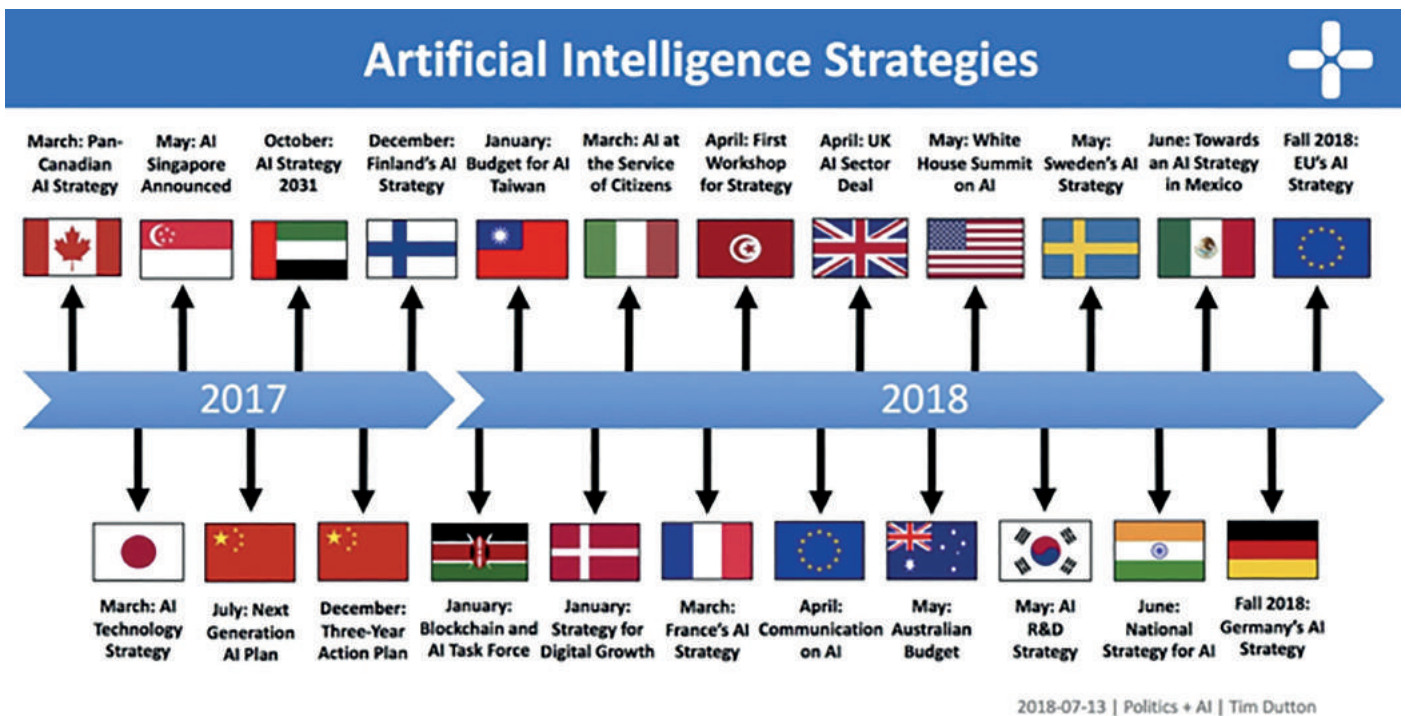 Artificial Intelligence Strategies
March: Pan-
Canadian
AI Strategy
May: AI
Singapore
Announced
October:
AI Strategy
2031
December:
Finland's AI
Strategy
January:
Budget for AI
Taiwan
March: AI at
the Service
of Citizens
April: First
Workshop
for Strategy
April: UK
AI Sector
Deal
May: White
House Summit
on AI
May:
Sweden's AI
Strategy
June: Towards
an AI Strategy
in Mexico
Fall 2018:
EU's AI
Strategy
2017
2018
March: AI
Technology
Strategy
July: Next
Generation
AI Plan
December:
Three-Year
Action Plan
January:
Blockchain and
AI Task Force
January:
Strategy for
Digital Growth
March:
France's AI
Strategy
April:
Communication
on AI
May:
Australian
Budget
May: AI
R&D
Strategy
June:
National
Strategy for AI
Fall 2018:
Germany's AI
Strategy
2018-07-13 | Politics + AI | Tim Dutton